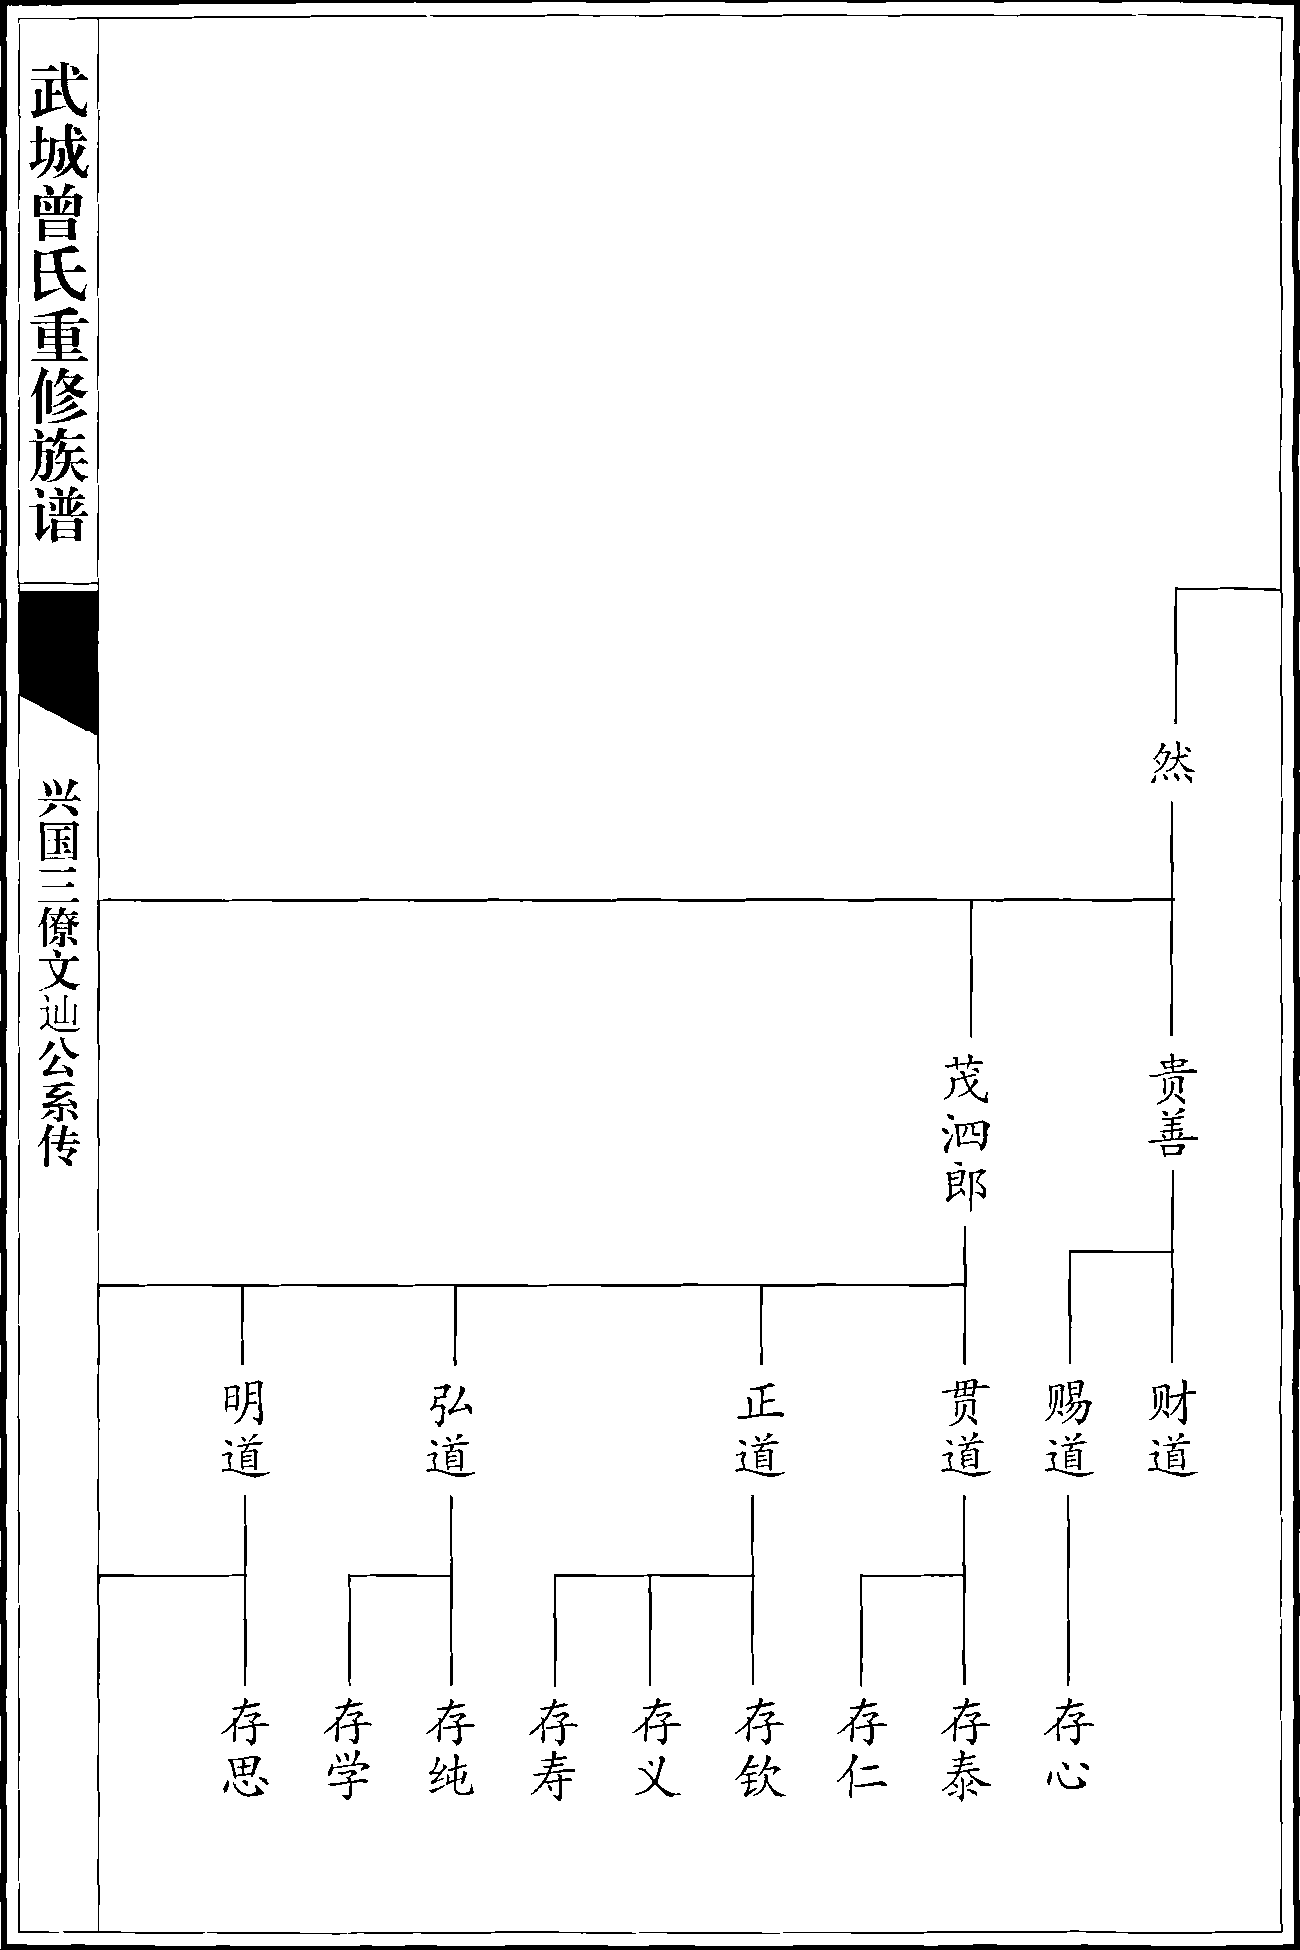 武城曾氏重修族谱
兴国三僚文辿公系传
然
贵善
茂泗郎
财道
赐道
贯道
正道
弘道
明道
存心
存泰
存仁
存钦
存义
存寿
存纯
存学
存思